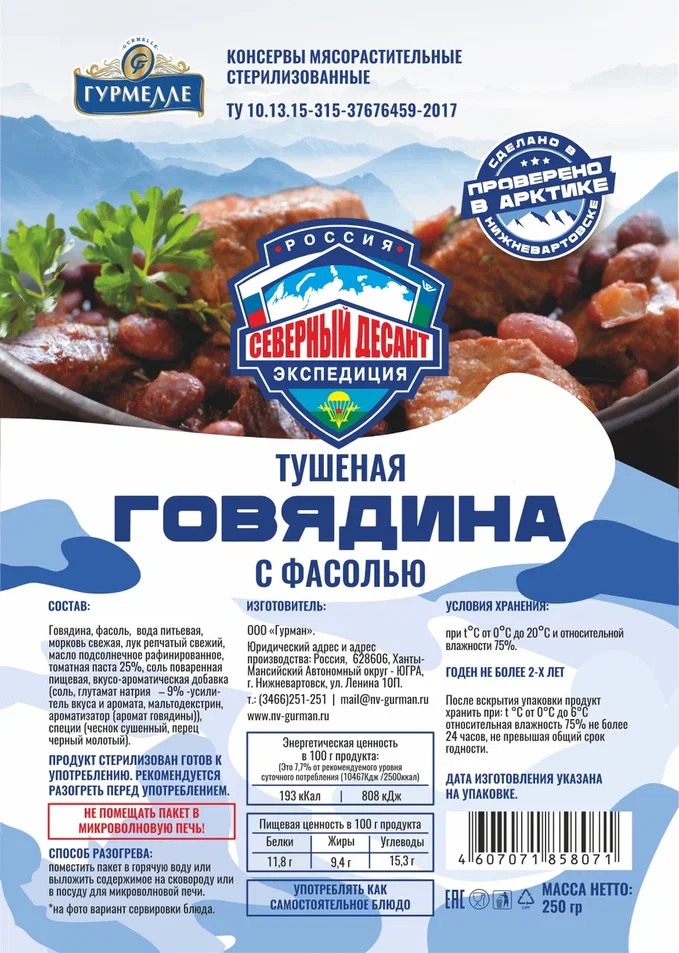 GURMELLE
ГУРМЕЛЛЕ
КОНСЕРВЫ МЯСОРАСТИТЕЛЬНЫЕ
СТЕРИЛИЗОВАННЫЕ
ТУ 10.13.15-315-37676459-2017
СДЕЛАНО В
ПРОВЕРЕНО
В АРКТИКЕ
НИЖНЕВАРТОВСКЕ
РОССИЯ
СЕВЕРНЫЙ ДЕСАНТ
ЭКСПЕДИЦИЯ
ТУШЕНАЯ
ГОВЯДИНА
С ФАСОЛЬЮ
СОСТАВ:
Говядина, фасоль, вода питьевая,
морковь свежая, лук репчатый свежий,
масло подсолнечное рафинированное,
томатная паста 25%, соль поваренная
пищевая, вкусо-ароматическая добавка
(соль, глутамат натрия – 9% -усили-
тель вкуса и аромата, мальтодекстрин,
ароматизатор (аромат говядины)),
специи (чеснок сушенный, перец
черный молотый).
ПРОДУКТ СТЕРИЛИЗОВАН ГОТОВ К
УПОТРЕБЛЕНИЮ. РЕКОМЕНДУЕТСЯ
РАЗОГРЕТЬ ПЕРЕД УПОТРЕБЛЕНИЕМ.
НЕ ПОМЕЩАТЬ ПАКЕТ В
МИКРОВОЛНОВУЮ ПЕЧЬ!
СПОСОБ РАЗОГРЕВА:
поместить пакет в горячую воду или
выложить содержимое на сковороду или
в посуду для микроволновой печи.
*на фото вариант сервировки блюда.
ИЗГОТОВИТЕЛЬ:
ООО «Гурман».
Юридический адрес и адрес
производства: Россия, 628606, Ханты-
Мансийский Автономный округ - ЮГРА,
г. Нижневартовск, ул. Ленина 10П.
т.: (3466)251-251 | mail@nv-gurman.ru
www.nv-gurman.ru
Энергетическая ценность
в 100 г продукта:
(Это 7,7% от рекомендуемого уровня
суточного потребления (10467Кдж /2500ккал)
193 кКал | 808 кДж
Пищевая ценность в 100 г продукта
Белки Жиры Углеводы
11,8 г 9,4 г 15,3 г
УПОТРЕБЛЯТЬ КАК
САМОСТОЯТЕЛЬНОЕ БЛЮДО
УСЛОВИЯ ХРАНЕНИЯ:
при t°С от 0°С до 20°С и относительной
влажности 75%.
ГОДЕН НЕ БОЛЕЕ 2-Х ЛЕТ
После вскрытия упаковки продукт
хранить при: t °С от 0°С до 6°С
относительная влажность 75% не более
24 часов, не превышая общий срок
годности.
ДАТА ИЗГОТОВЛЕНИЯ УКАЗАНА
НА УПАКОВКЕ.
4 607071 858071
ЕАС
CPP
МАССА НЕТТО:
250 гр